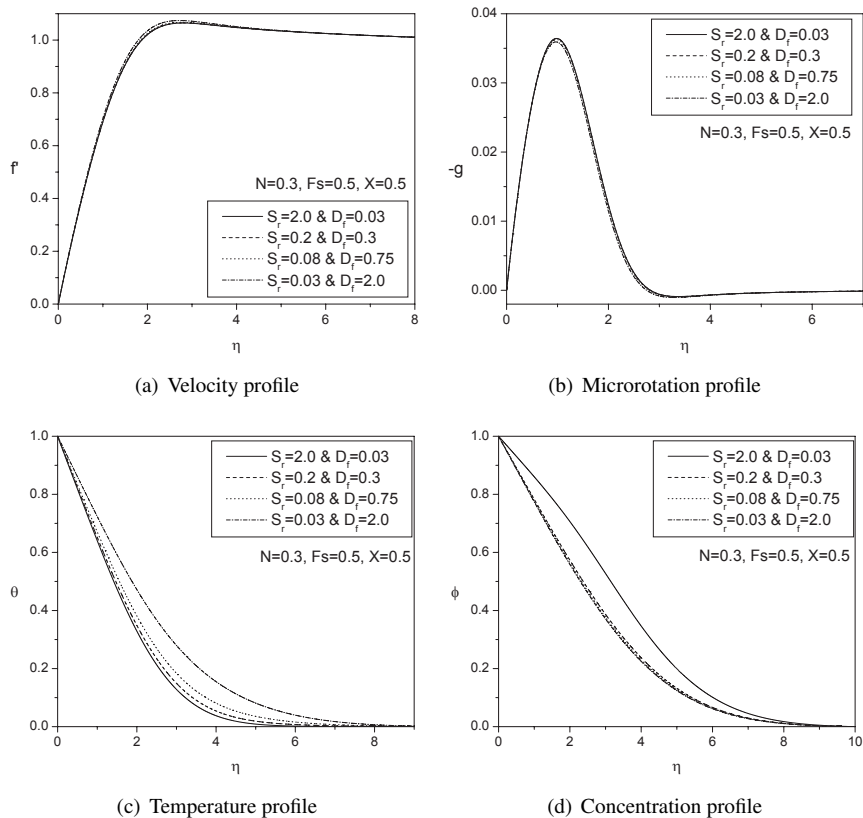 1.0
0.8
0.6
0.4
0.2
0.0
f'
N=0.3, Fs=0.5, X=0.5
S_r=2.0 & D_f=0.03
S_r=0.2 & D_f=0.3
S_r=0.08 & D_f=0.75
S_r=0.03 & D_f=2.0
0 2 4 6 8
η
(a) Velocity profile
0.04
0.03
0.02
0.01
0.00
-g
S_r=2.0 & D_f=0.03
S_r=0.2 & D_f=0.3
S_r=0.08 & D_f=0.75
S_r=0.03 & D_f=2.0
N=0.3, Fs=0.5, X=0.5
0 2 4 6
η
(b) Microrotation profile
1.0
0.8
0.6
0.4
0.2
0.0
θ
S_r=2.0 & D_f=0.03
S_r=0.2 & D_f=0.3
S_r=0.08 & D_f=0.75
S_r=0.03 & D_f=2.0
N=0.3, Fs=0.5, X=0.5
0 2 4 6 8
η
(c) Temperature profile
1.0
0.8
0.6
0.4
0.2
0.0
ϕ
S_r=2.0 & D_f=0.03
S_r=0.2 & D_f=0.3
S_r=0.08 & D_f=0.75
S_r=0.03 & D_f=2.0
N=0.3, Fs=0.5, X=0.5
0 2 4 6 8 10
η
(d) Concentration profile